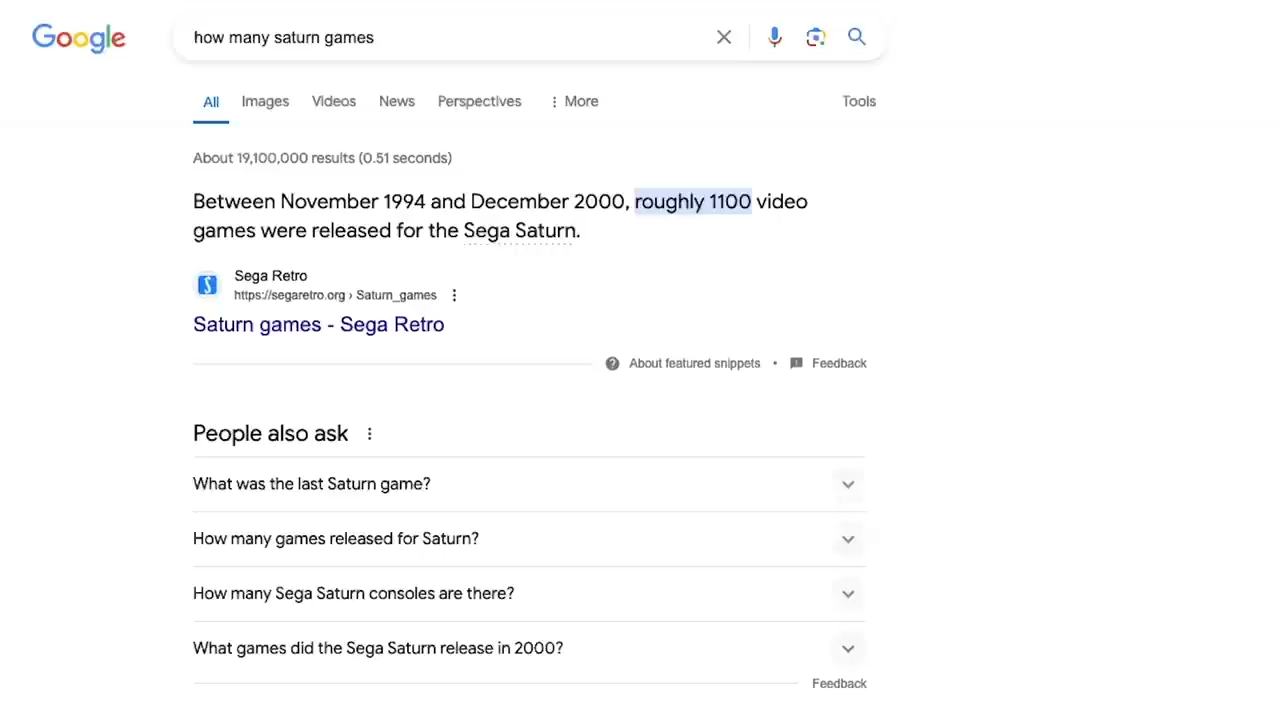 Google
how many saturn games
All Images Videos News Perspectives More Tools
About 19,100,000 results (0.51 seconds)
Between November 1994 and December 2000, roughly 1100 video
games were released for the Sega Saturn.
Sega Retro
https://segaretro.org › Saturn_games
Saturn games - Sega Retro
About featured snippets • Feedback
People also ask
What was the last Saturn game?
How many games released for Saturn?
How many Sega Saturn consoles are there?
What games did the Sega Saturn release in 2000?
Feedback